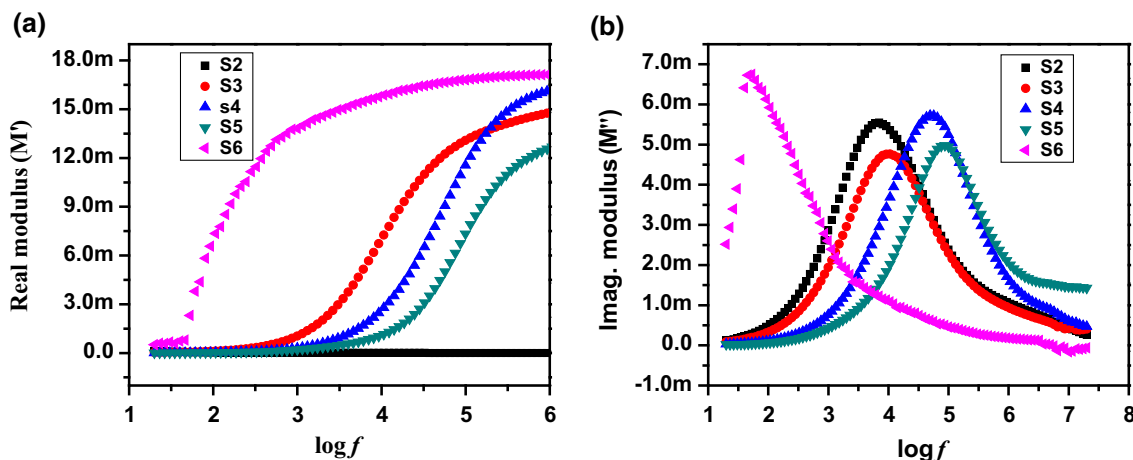 (a)
Real modulus (M')
18.0m
15.0m
12.0m
9.0m
6.0m
3.0m
0.0
S2
S3
s4
S5
S6
1 2 3 4 5 6
log f
(b)
Imag. modulus (M'')
7.0m
6.0m
5.0m
4.0m
3.0m
2.0m
1.0m
0.0
-1.0m
S2
S3
S4
S5
S6
1 2 3 4 5 6 7 8
log f